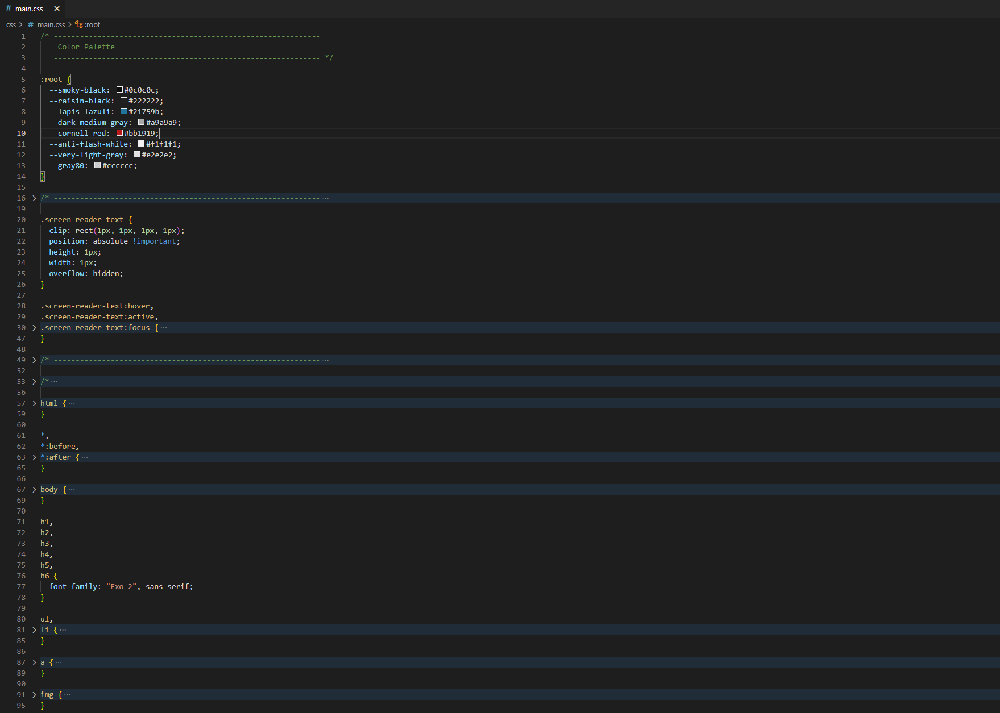 # main.css ×
css > # main.css > :root
1 /* -------------------------------------------------------------
2 Color Palette
3 ------------------------------------------------------------- */
4
5 :root {
6 --smoky-black: #0c0c0c;
7 --raisin-black: #222222;
8 --lapis-lazuli: #21759b;
9 --dark-medium-gray: #a9a9a9;
10 --cornell-red: #bb1919;
11 --anti-flash-white: #f1f1f1;
12 --very-light-gray: #e2e2e2;
13 --gray80: #cccccc;
14 }
15
16 > /* -------------------------------------------------------------···
19
20 .screen-reader-text {
21 clip: rect(1px, 1px, 1px, 1px);
22 position: absolute !important;
23 height: 1px;
24 width: 1px;
25 overflow: hidden;
26 }
27
28 .screen-reader-text:hover,
29 .screen-reader-text:active,
30 > .screen-reader-text:focus {···
47 }
48
49 > /* -------------------------------------------------------------···
52
53 > /*···
56
57 > html {···
59 }
60
61 *,
62 *:before,
63 > *:after {···
65 }
66
67 > body {···
69 }
70
71 h1,
72 h2,
73 h3,
74 h4,
75 h5,
76 h6 {
77 font-family: "Exo 2", sans-serif;
78 }
79
80 ul,
81 > li {···
85 }
86
87 > a {···
89 }
90
91 > img {···
95 }